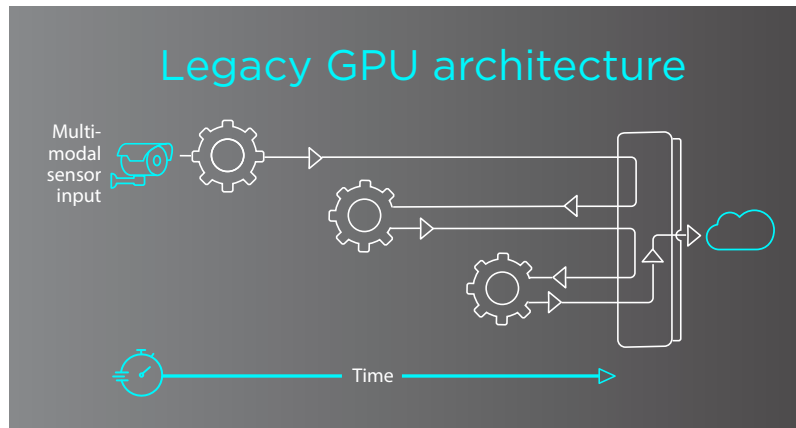 Legacy GPU architecture
Multi-
modal
sensor
input
Time